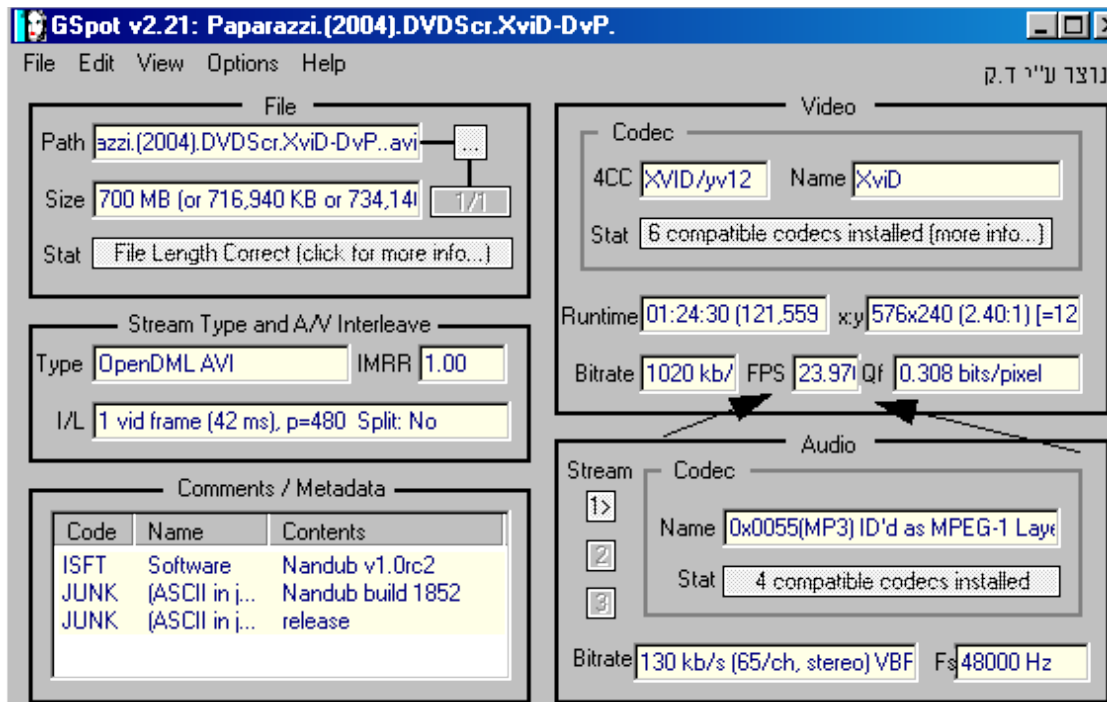 GSpot v2.21: Paparazzi.(2004).DVDScr.XviD-DvP.
File Edit View Options Help
נוצר ע"י ד.ק
File
Path azzi.(2004).DVDScr.XviD-DvP..avi ...
Size 700 MB (or 716,940 KB or 734,14 1/1
Stat File Length Correct (click for more info...)
Stream Type and A/V Interleave
Type OpenDML AVI IMRR 1.00
I/L 1 vid frame (42 ms), p=480 Split: No
Comments / Metadata
Code Name Contents
ISFT Software Nandub v1.0rc2
JUNK (ASCII in j... Nandub build 1852
JUNK (ASCII in j... release
Video
Codec
4CC XVID/yv12 Name XviD
Stat 6 compatible codecs installed (more info...)
Runtime 01:24:30 (121,559 x:y 576x240 (2.40:1) [=12
Bitrate 1020 kb/ FPS 23.97 Qf 0.308 bits/pixel
Audio
Stream Codec
1>
2
3
Name 0x0055(MP3) ID'd as MPEG-1 Laye
Stat 4 compatible codecs installed
Bitrate 130 kb/s (65/ch, stereo) VBR Fs 48000 Hz